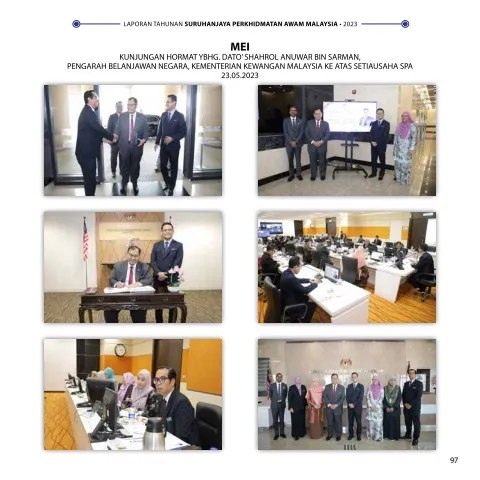 LAPORAN TAHUNAN SURUHANJAYA PERKHIDMATAN AWAM MALAYSIA • 2023
MEI
KUNJUNGAN HORMAT YBHG. DATO' SHAHROL ANUWAR BIN SARMAN,
PENGARAH BELANJAWAN NEGARA, KEMENTERIAN KEWANGAN MALAYSIA KE ATAS SETIAUSAHA SPA
23.05.2023
97